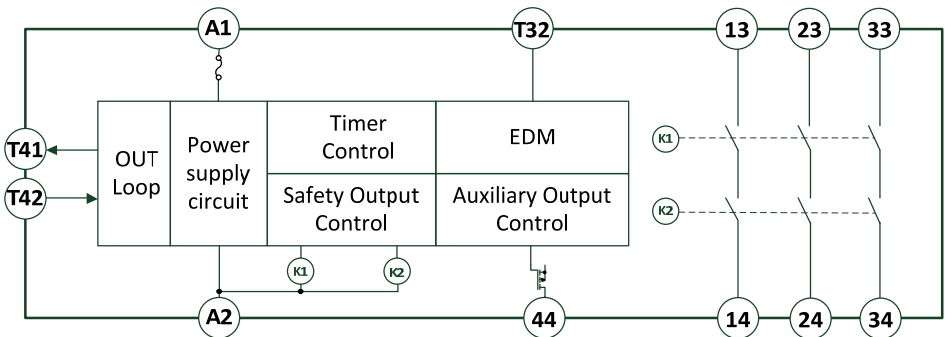 A1
T32
13
23
33
T41
T42
OUT
Loop
Power
supply
circuit
Timer
Control
EDM
Safety Output
Control
Auxiliary Output
Control
K1
K2
K1
K2
A2
44
14
24
34